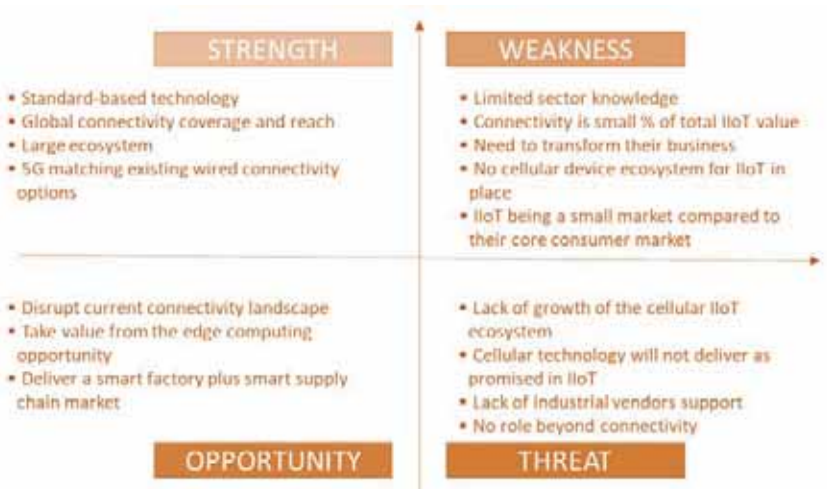 STRENGTH
• Standard-based technology
• Global connectivity coverage and reach
• Large ecosystem
• 5G matching existing wired connectivity
options
WEAKNESS
• Limited sector knowledge
• Connectivity is small % of total IIoT value
• Need to transform their business
• No cellular device ecosystem for IIoT in
place
• IIoT being a small market compared to
their core consumer market
• Disrupt current connectivity landscape
• Take value from the edge computing
opportunity
• Deliver a smart factory plus smart supply
chain market
OPPORTUNITY
• Lack of growth of the cellular IIoT
ecosystem
• Cellular technology will not deliver as
promised in IIoT
• Lack of industrial vendors support
• No role beyond connectivity
THREAT